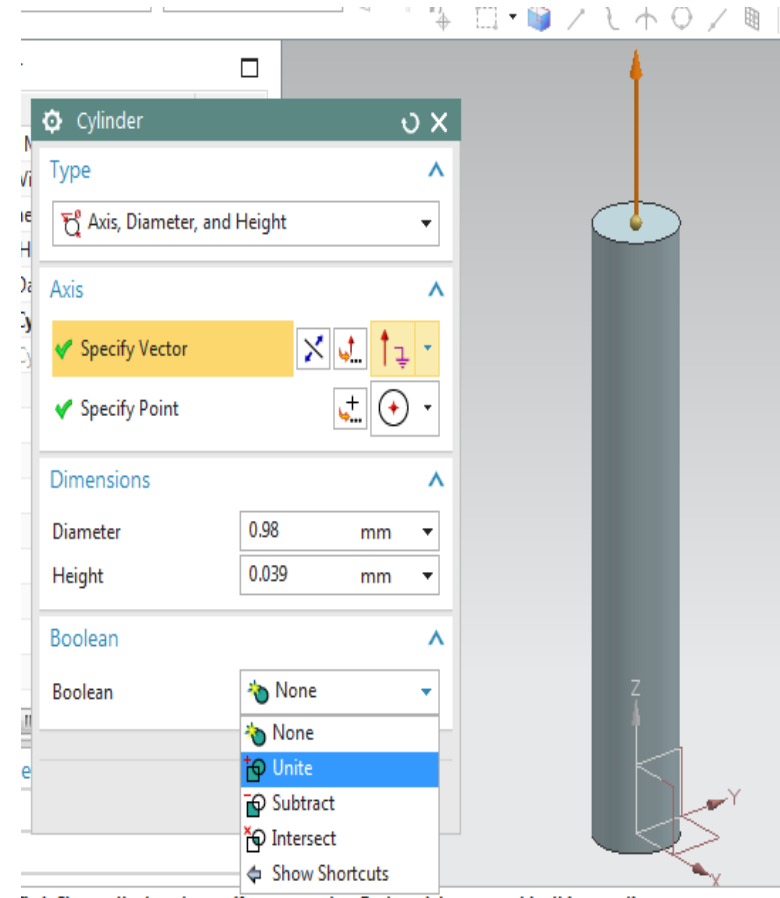 Cylinder
Type
Axis, Diameter, and Height
Axis
Specify Vector
Specify Point
Dimensions
Diameter 0.98 mm
Height 0.039 mm
Boolean
Boolean None
None
Unite
Subtract
Intersect
Show Shortcuts
Z
Y
X